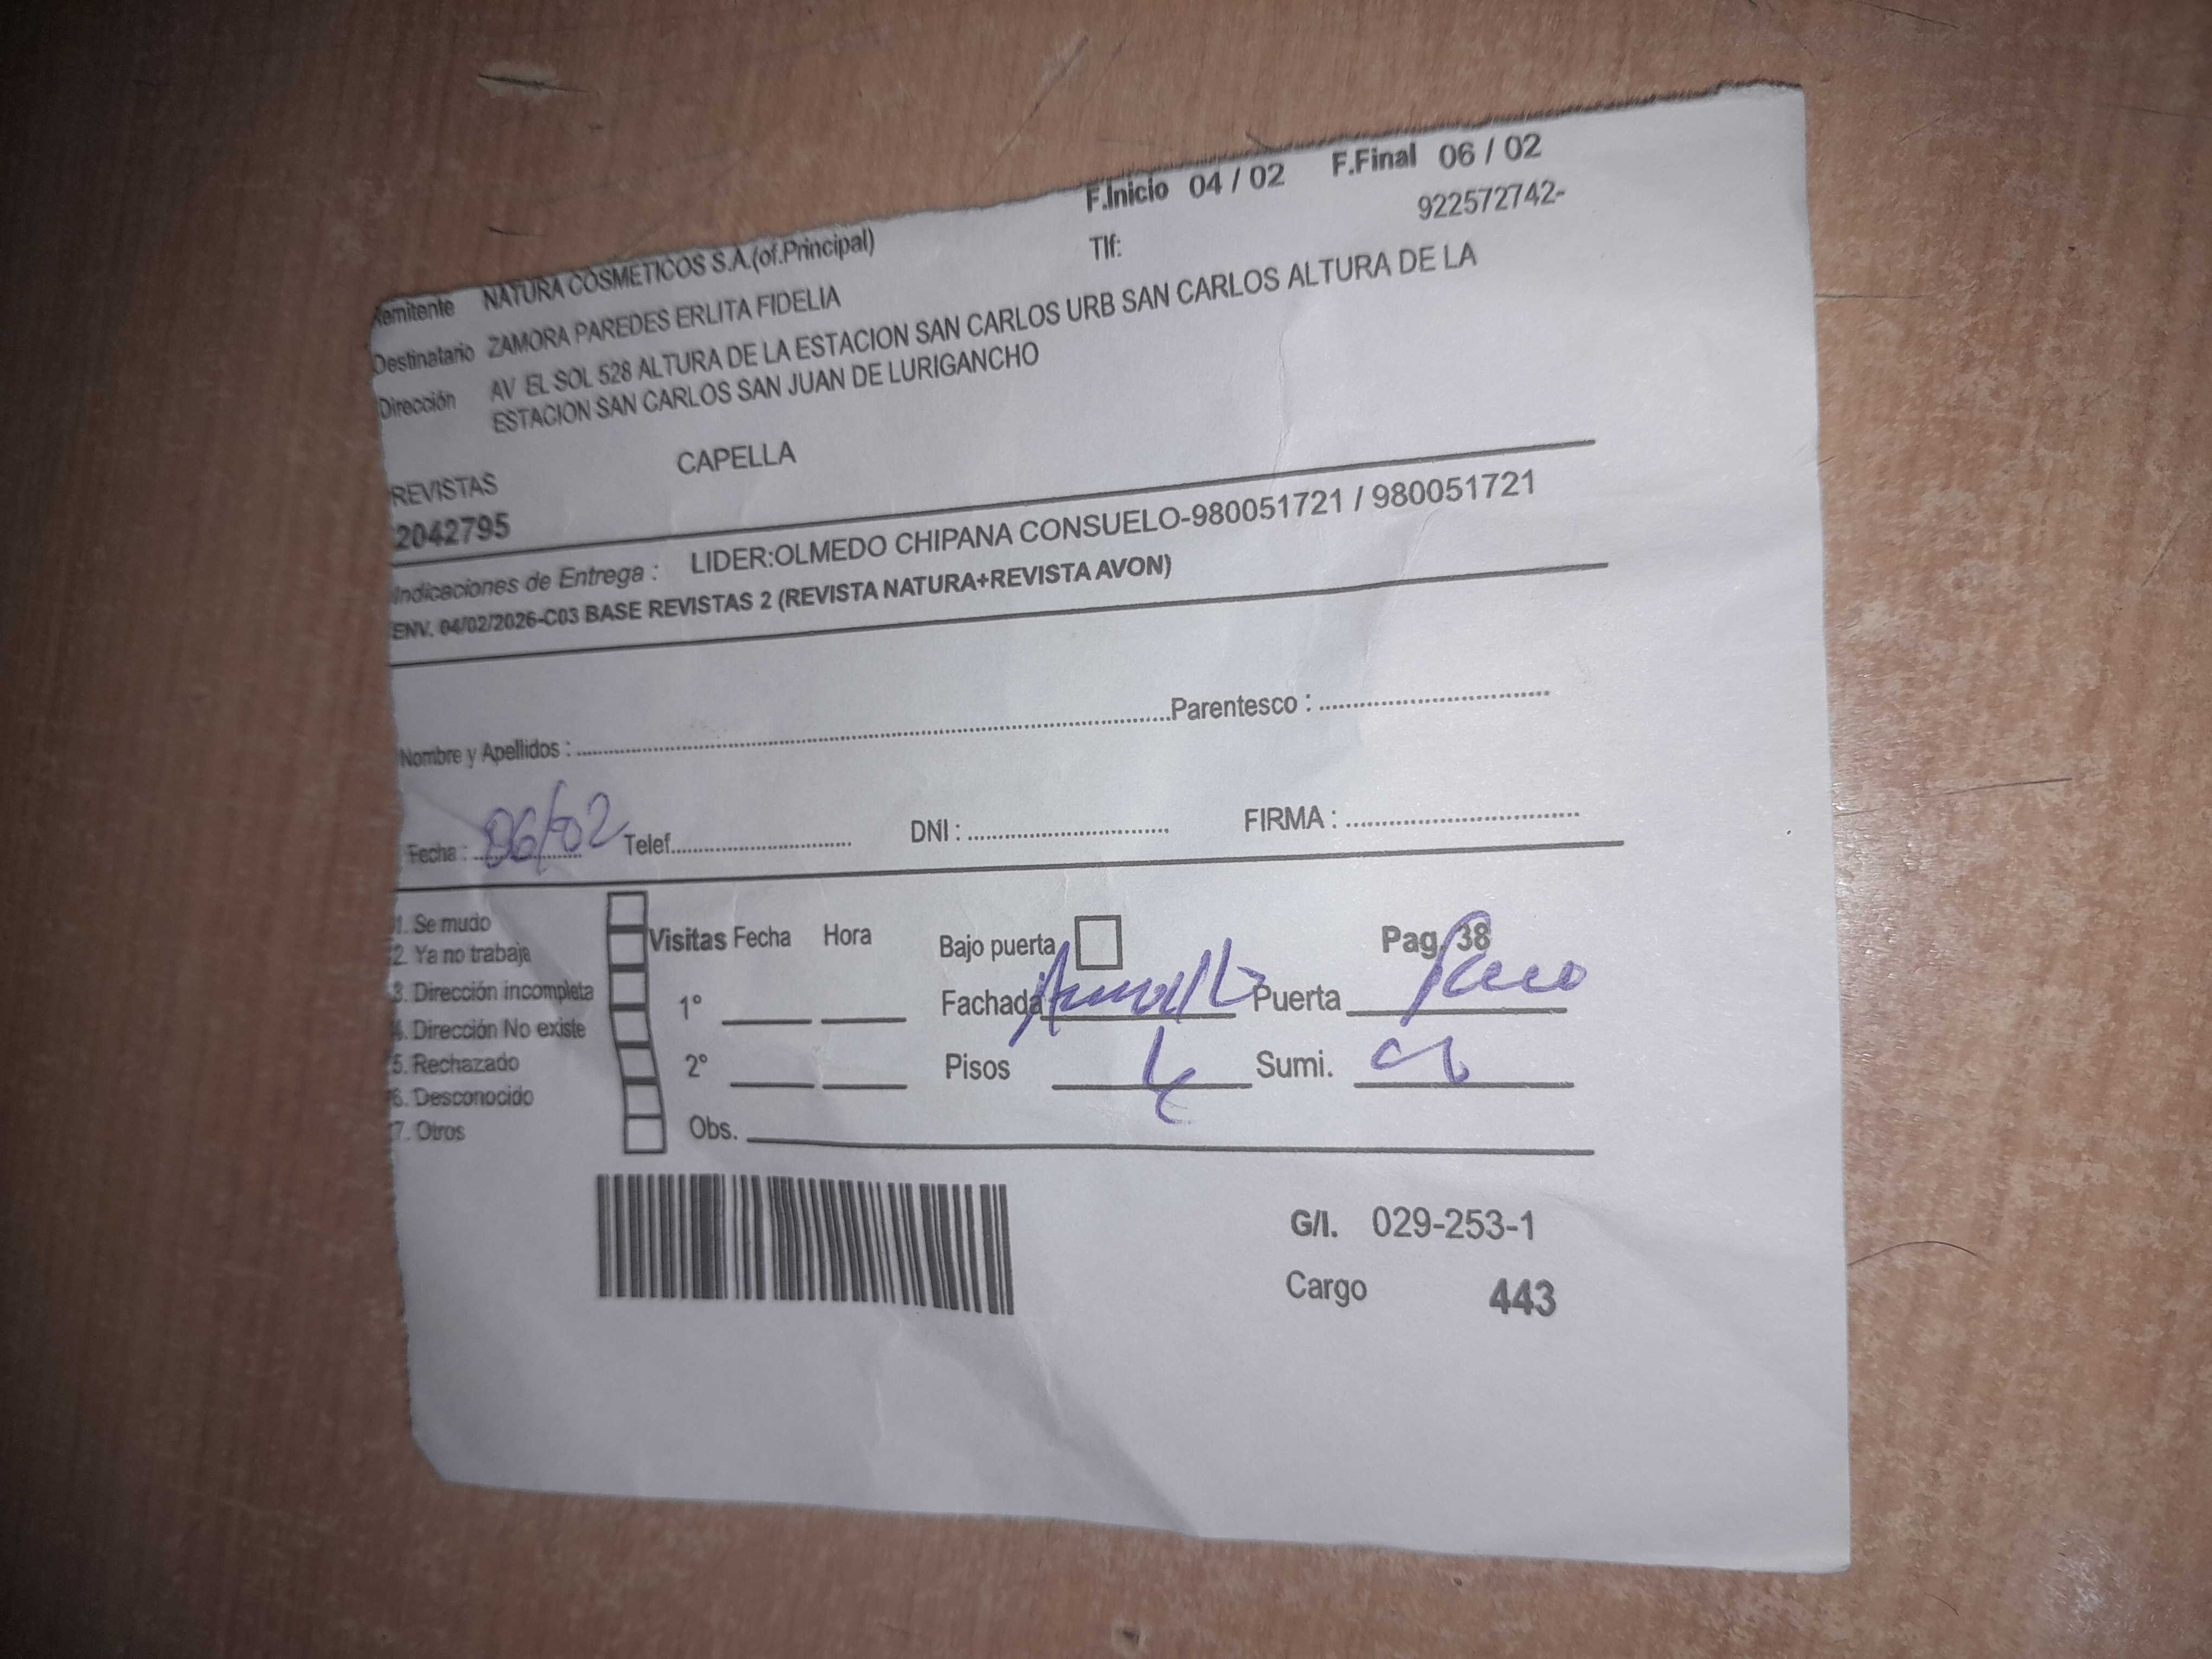 F.Inicio 04 / 02 F.Final 06 / 02
Remitente NATURA COSMETICOS S.A.(of.Principal) Tlf: 922572742-
Destinatario ZAMORA PAREDES ERLITA FIDELIA
Dirección AV EL SOL 528 ALTURA DE LA ESTACION SAN CARLOS URB SAN CARLOS ALTURA DE LA
ESTACION SAN CARLOS SAN JUAN DE LURIGANCHO
REVISTAS CAPELLA
2042795
Indicaciones de Entrega : LIDER:OLMEDO CHIPANA CONSUELO-980051721 / 980051721
ENV. 04/02/2026-C03 BASE REVISTAS 2 (REVISTA NATURA+REVISTA AVON)
Nombre y Apellidos : Parentesco :
Fecha : 06/02 Telef. DNI : FIRMA :
1. Se mudo
2. Ya no trabaja
3. Dirección incompleta
4. Dirección No existe
5. Rechazado
6. Desconocido
7. Otros
Visitas Fecha Hora Bajo puerta Pag. 38
1° Fachada Puerta
2° Pisos 4 Sumi.
Obs.
G/I. 029-253-1
Cargo 443